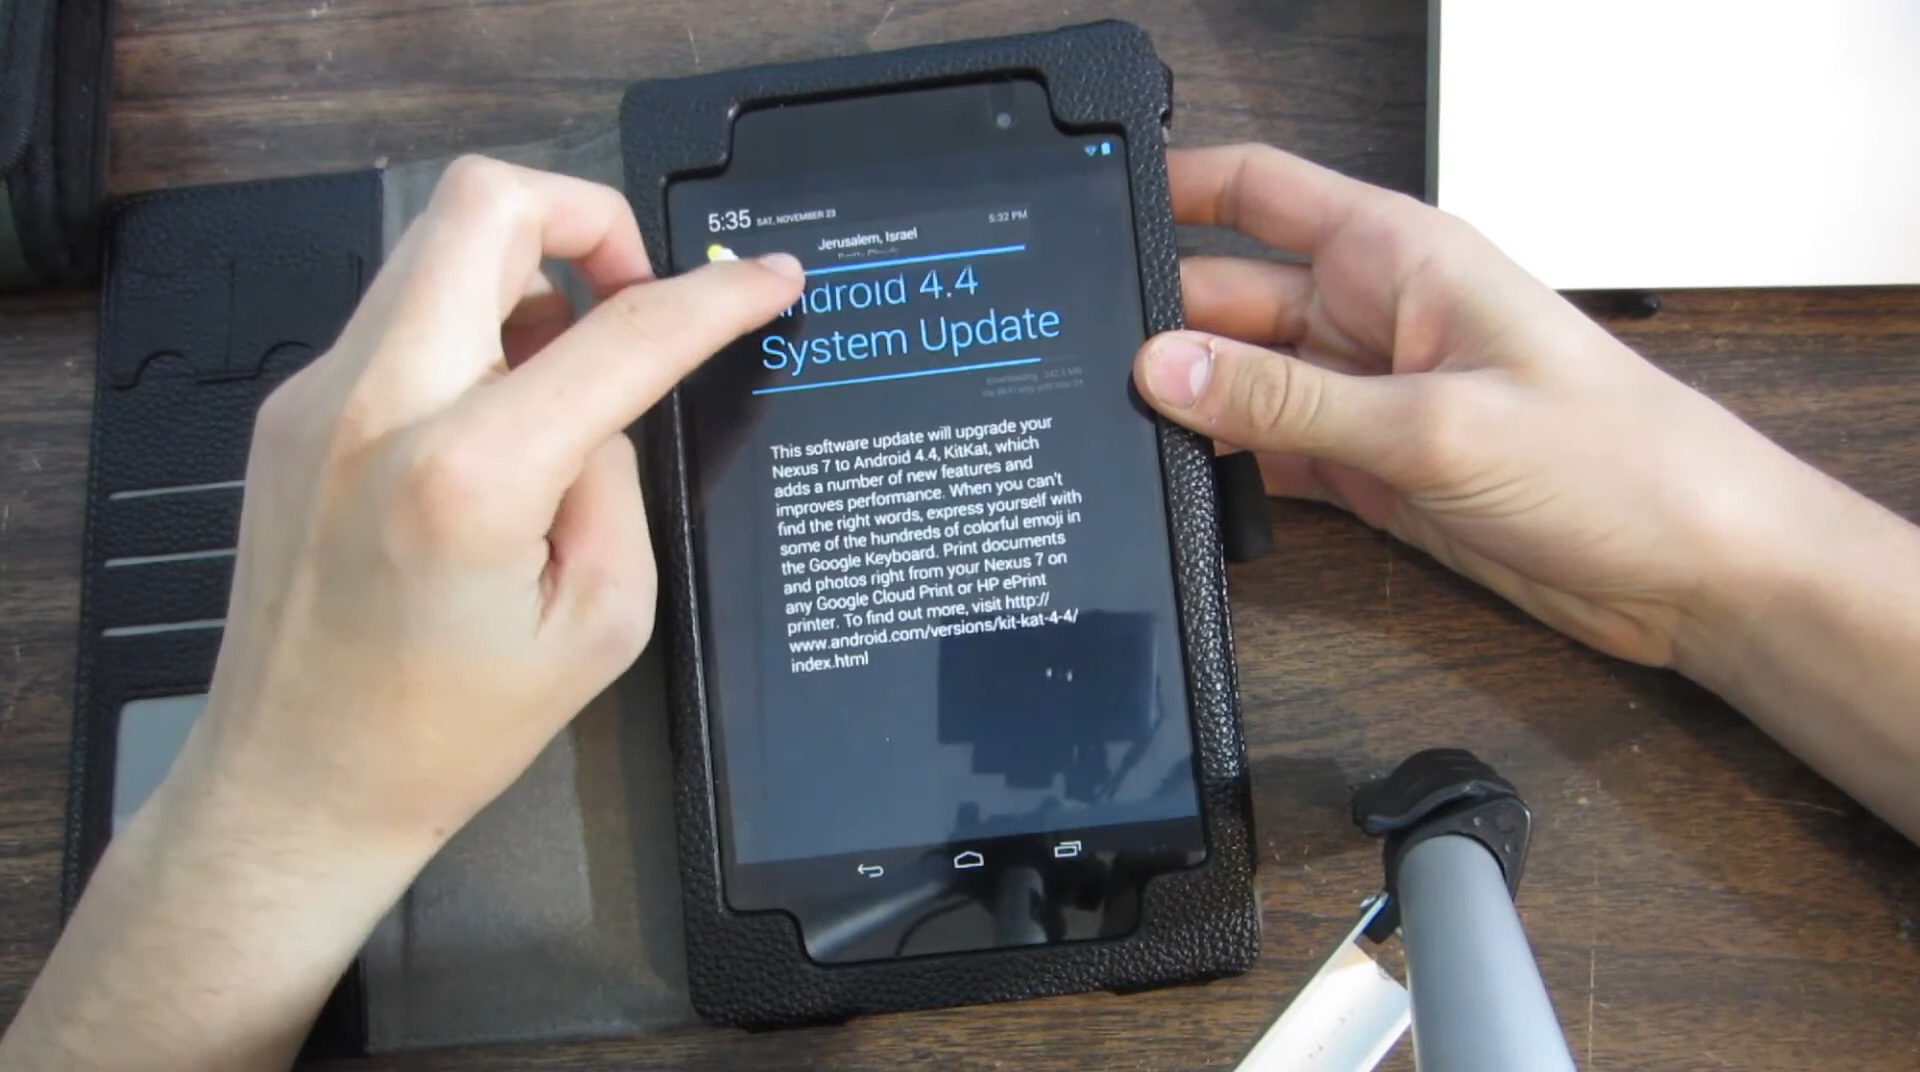 5:35 SAT, NOVEMBER 23
5:32 PM
Jerusalem, Israel
ndroid 4.4
System Update
This software update will upgrade your
Nexus 7 to Android 4.4, KitKat, which
adds a number of new features and
improves performance. When you can't
find the right words, express yourself with
some of the hundreds of colorful emoji in
the Google Keyboard. Print documents
and photos right from your Nexus 7 on
any Google Cloud Print or HP ePrint
printer. To find out more, visit http://
www.android.com/versions/kit-kat-4-4/
index.html